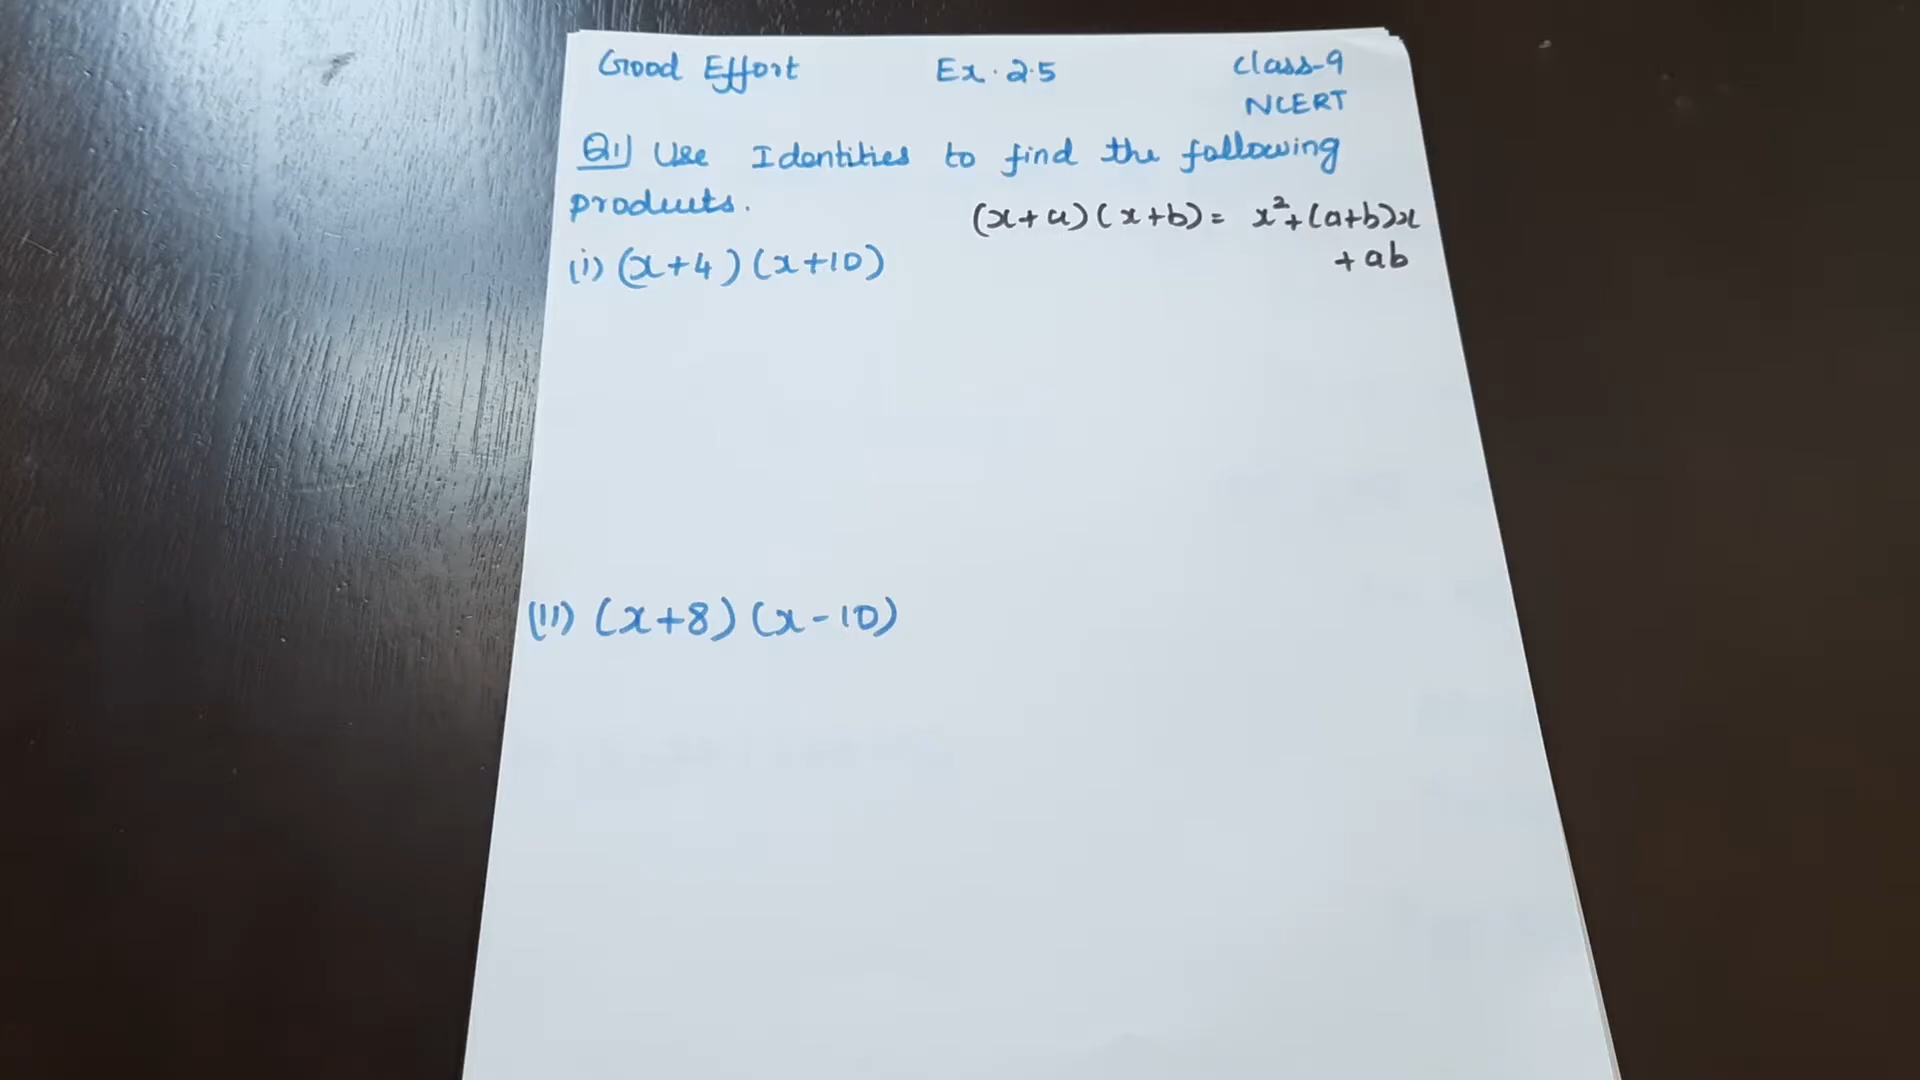 Good Effort Ex. 2.5 Class-9
NCERT
Q1) Use Identities to find the following
products.
(x+a)(x+b) = x²+(a+b)x
+ab
(i) (x+4)(x+10)
(ii) (x+8)(x-10)